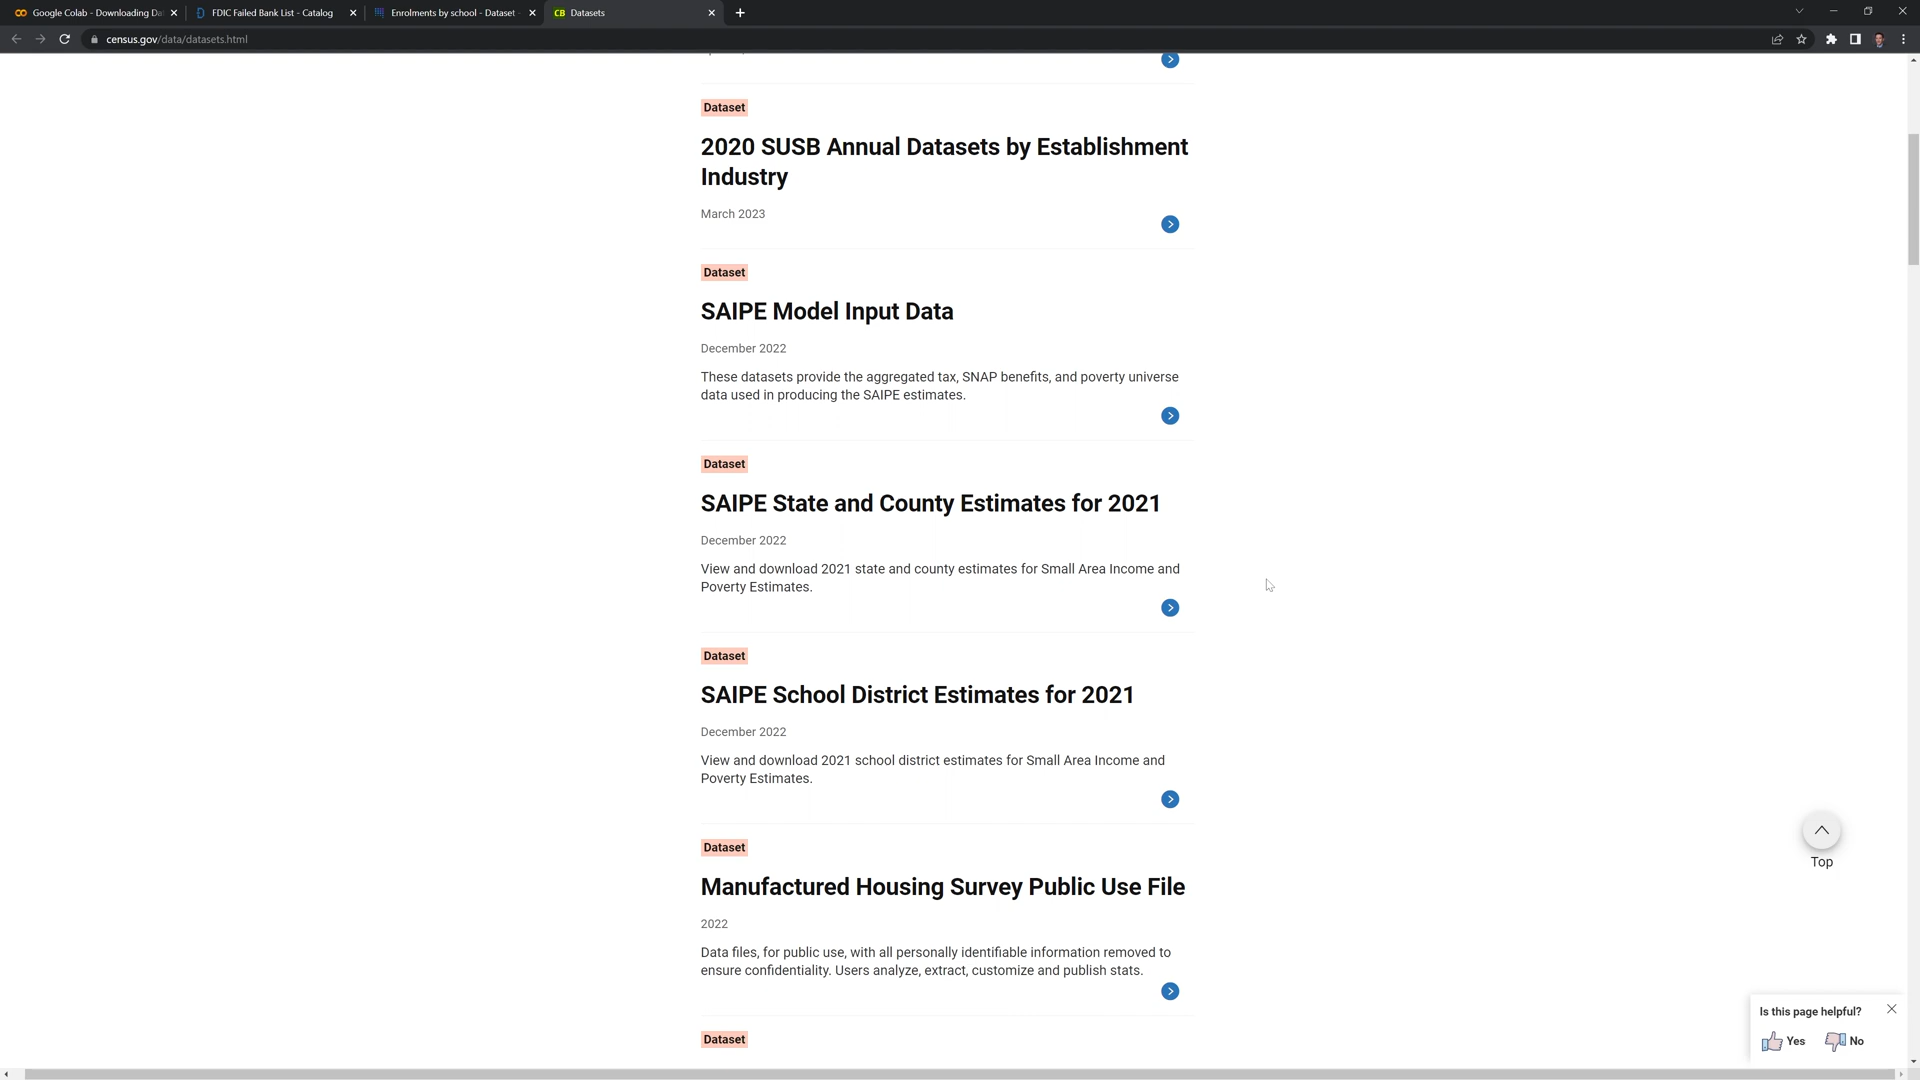 Google Colab - Downloading Da
FDIC Failed Bank List - Catalog
Enrolments by school - Dataset -
CB Datasets
census.gov/data/datasets.html
Dataset
2020 SUSB Annual Datasets by Establishment
Industry
March 2023
Dataset
SAIPE Model Input Data
December 2022
These datasets provide the aggregated tax, SNAP benefits, and poverty universe
data used in producing the SAIPE estimates.
Dataset
SAIPE State and County Estimates for 2021
December 2022
View and download 2021 state and county estimates for Small Area Income and
Poverty Estimates.
Dataset
SAIPE School District Estimates for 2021
December 2022
View and download 2021 school district estimates for Small Area Income and
Poverty Estimates.
Dataset
Manufactured Housing Survey Public Use File
2022
Data files, for public use, with all personally identifiable information removed to
ensure confidentiality. Users analyze, extract, customize and publish stats.
Dataset
Top
Is this page helpful?
Yes No